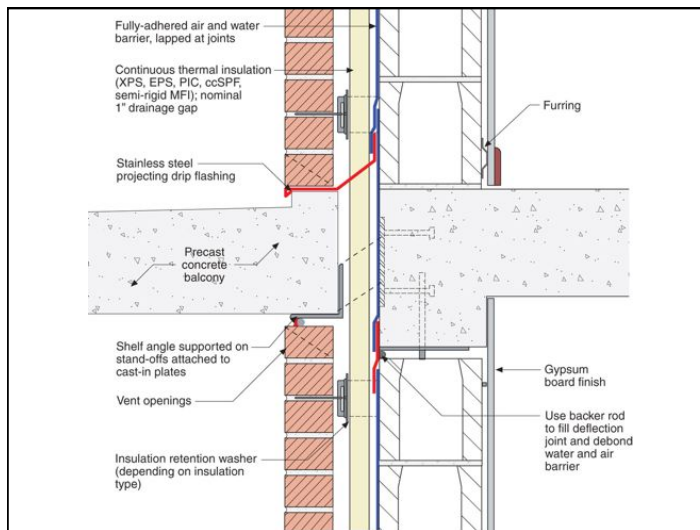 Fully-adhered air and water
barrier, lapped at joints
Continuous thermal insulation
(XPS, EPS, PIC, ccSPF,
semi-rigid MFI); nominal
1" drainage gap
Furring
Stainless steel
projecting drip flashing
Precast
concrete
balcony
Shelf angle supported on
stand-offs attached to
cast-in plates
Vent openings
Insulation retention washer
(depending on insulation
type)
Gypsum
board finish
Use backer rod
to fill deflection
joint and debond
water and air
barrier